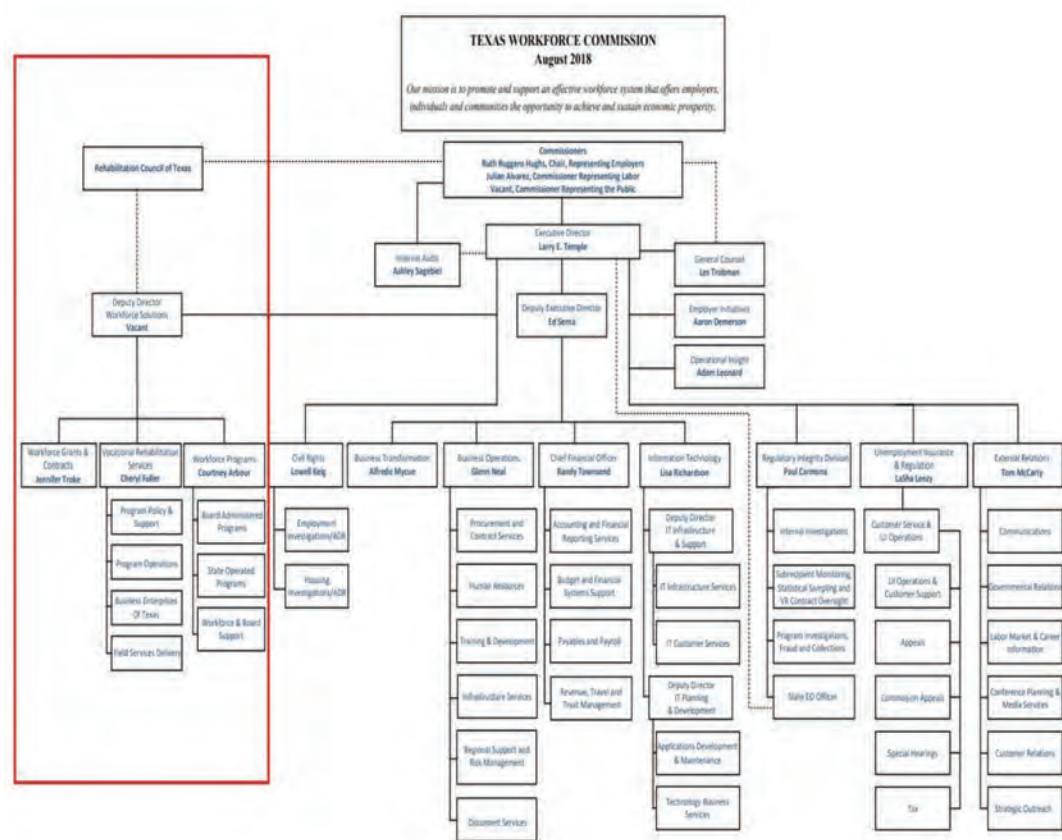 TEXAS WORKFORCE COMMISSION
August 2018
Our mission is to promote and support an effective workforce system that offers employers,
individuals and communities the opportunity to achieve and sustain economic prosperity.
Commissioners
Ruth Ruggero Hughs, Chair, Representing Employers
Julian Alvarez, Commissioner Representing Labor
Vacant, Commissioner Representing the Public
Rehabilitation Council of Texas
Executive Director
Larry E. Temple
Internal Audit
Ashley Sagebiel
General Counsel
Les Trobman
Deputy Director
Workforce Solutions
Vacant
Deputy Executive Director
Ed Serna
Employer Initiatives
Aaron Demerson
Operational Insight
Adam Leonard
Workforce Grants &
Contracts
Jennifer Troke
Vocational Rehabilitation
Services
Cheryl Fuller
Workforce Programs
Courtney Arbour
Civil Rights
Lowell Keig
Business Transformation
Alfredo Mycue
Business Operations
Glenn Neal
Chief Financial Officer
Randy Townsend
Information Technology
Lisa Richardson
Regulatory Integrity Division
Paul Carmona
Unemployment Insurance
& Regulation
LaSha Lenzy
External Relations
Tom McCarty
Program Policy &
Support
Program Operations
Business Enterprises
Of Texas
Field Services Delivery
Board Administered
Programs
State Operated
Programs
Workforce & Board
Support
Employment
Investigations/ADR
Housing
Investigations/ADR
Procurement and
Contract Services
Human Resources
Training & Development
Infrastructure Services
Regional Support and
Risk Management
Document Services
Accounting and Financial
Reporting Services
Budget and Financial
Systems Support
Payables and Payroll
Revenue, Travel and
Trust Management
Deputy Director
IT Infrastructure
& Support
IT Infrastructure Services
IT Customer Services
Deputy Director
IT Planning
& Development
Applications Development
& Maintenance
Technology Business
Services
Internal Investigations
Subrecipient Monitoring,
Statistical Sampling and
VR Contract Oversight
Program Investigations,
Fraud and Collections
State EO Officer
Customer Service &
UI Operations
UI Operations &
Customer Support
Appeals
Commission Appeals
Special Hearings
Tax
Communications
Governmental Relations
Labor Market & Career
Information
Conference Planning &
Media Services
Customer Relations
Strategic Outreach